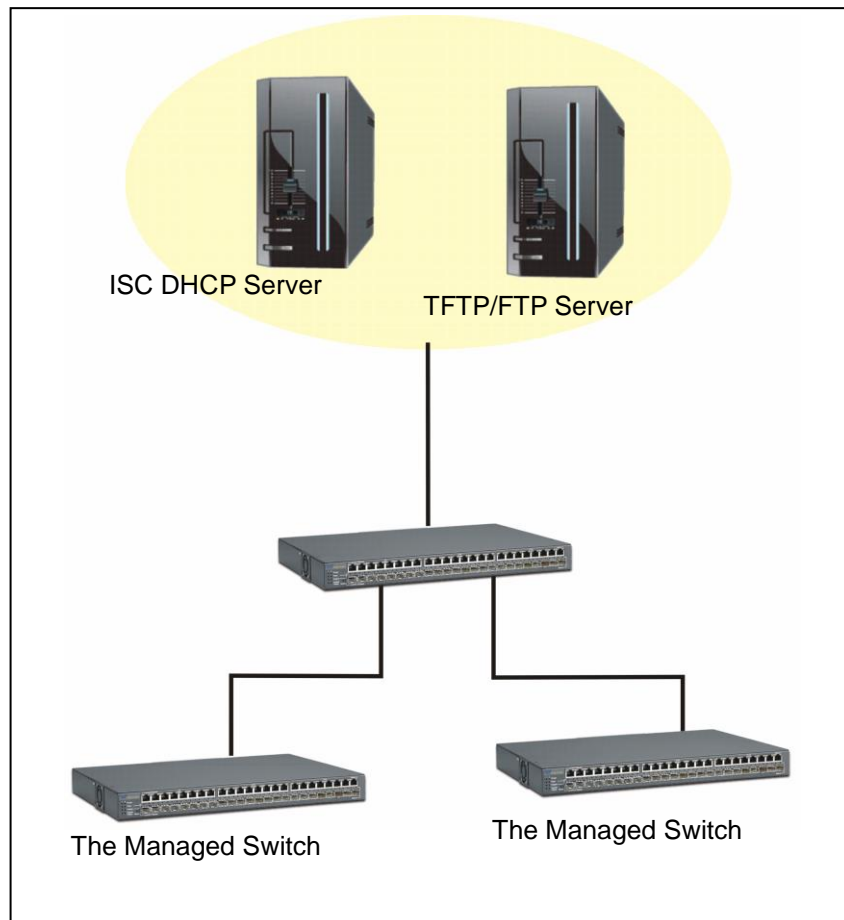 ISC DHCP Server
TFTP/FTP Server
The Managed Switch
The Managed Switch